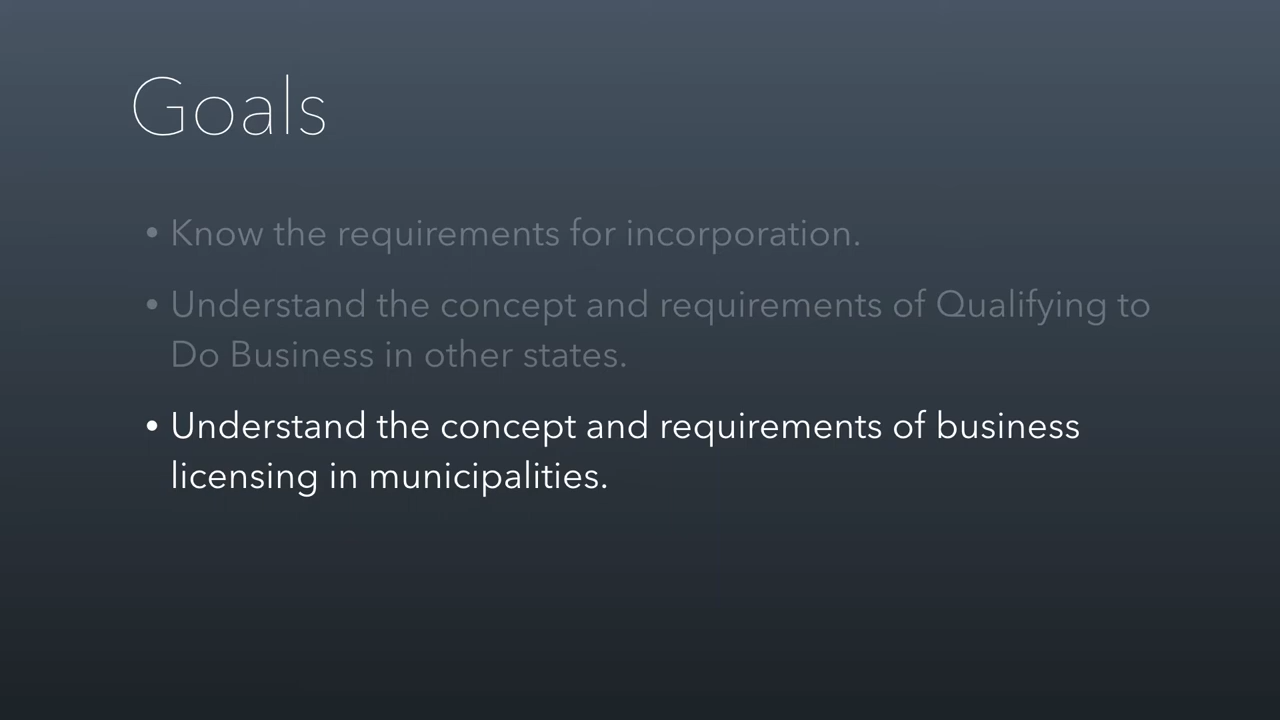 Goals
• Know the requirements for incorporation.
• Understand the concept and requirements of Qualifying to
Do Business in other states.
• Understand the concept and requirements of business
licensing in municipalities.